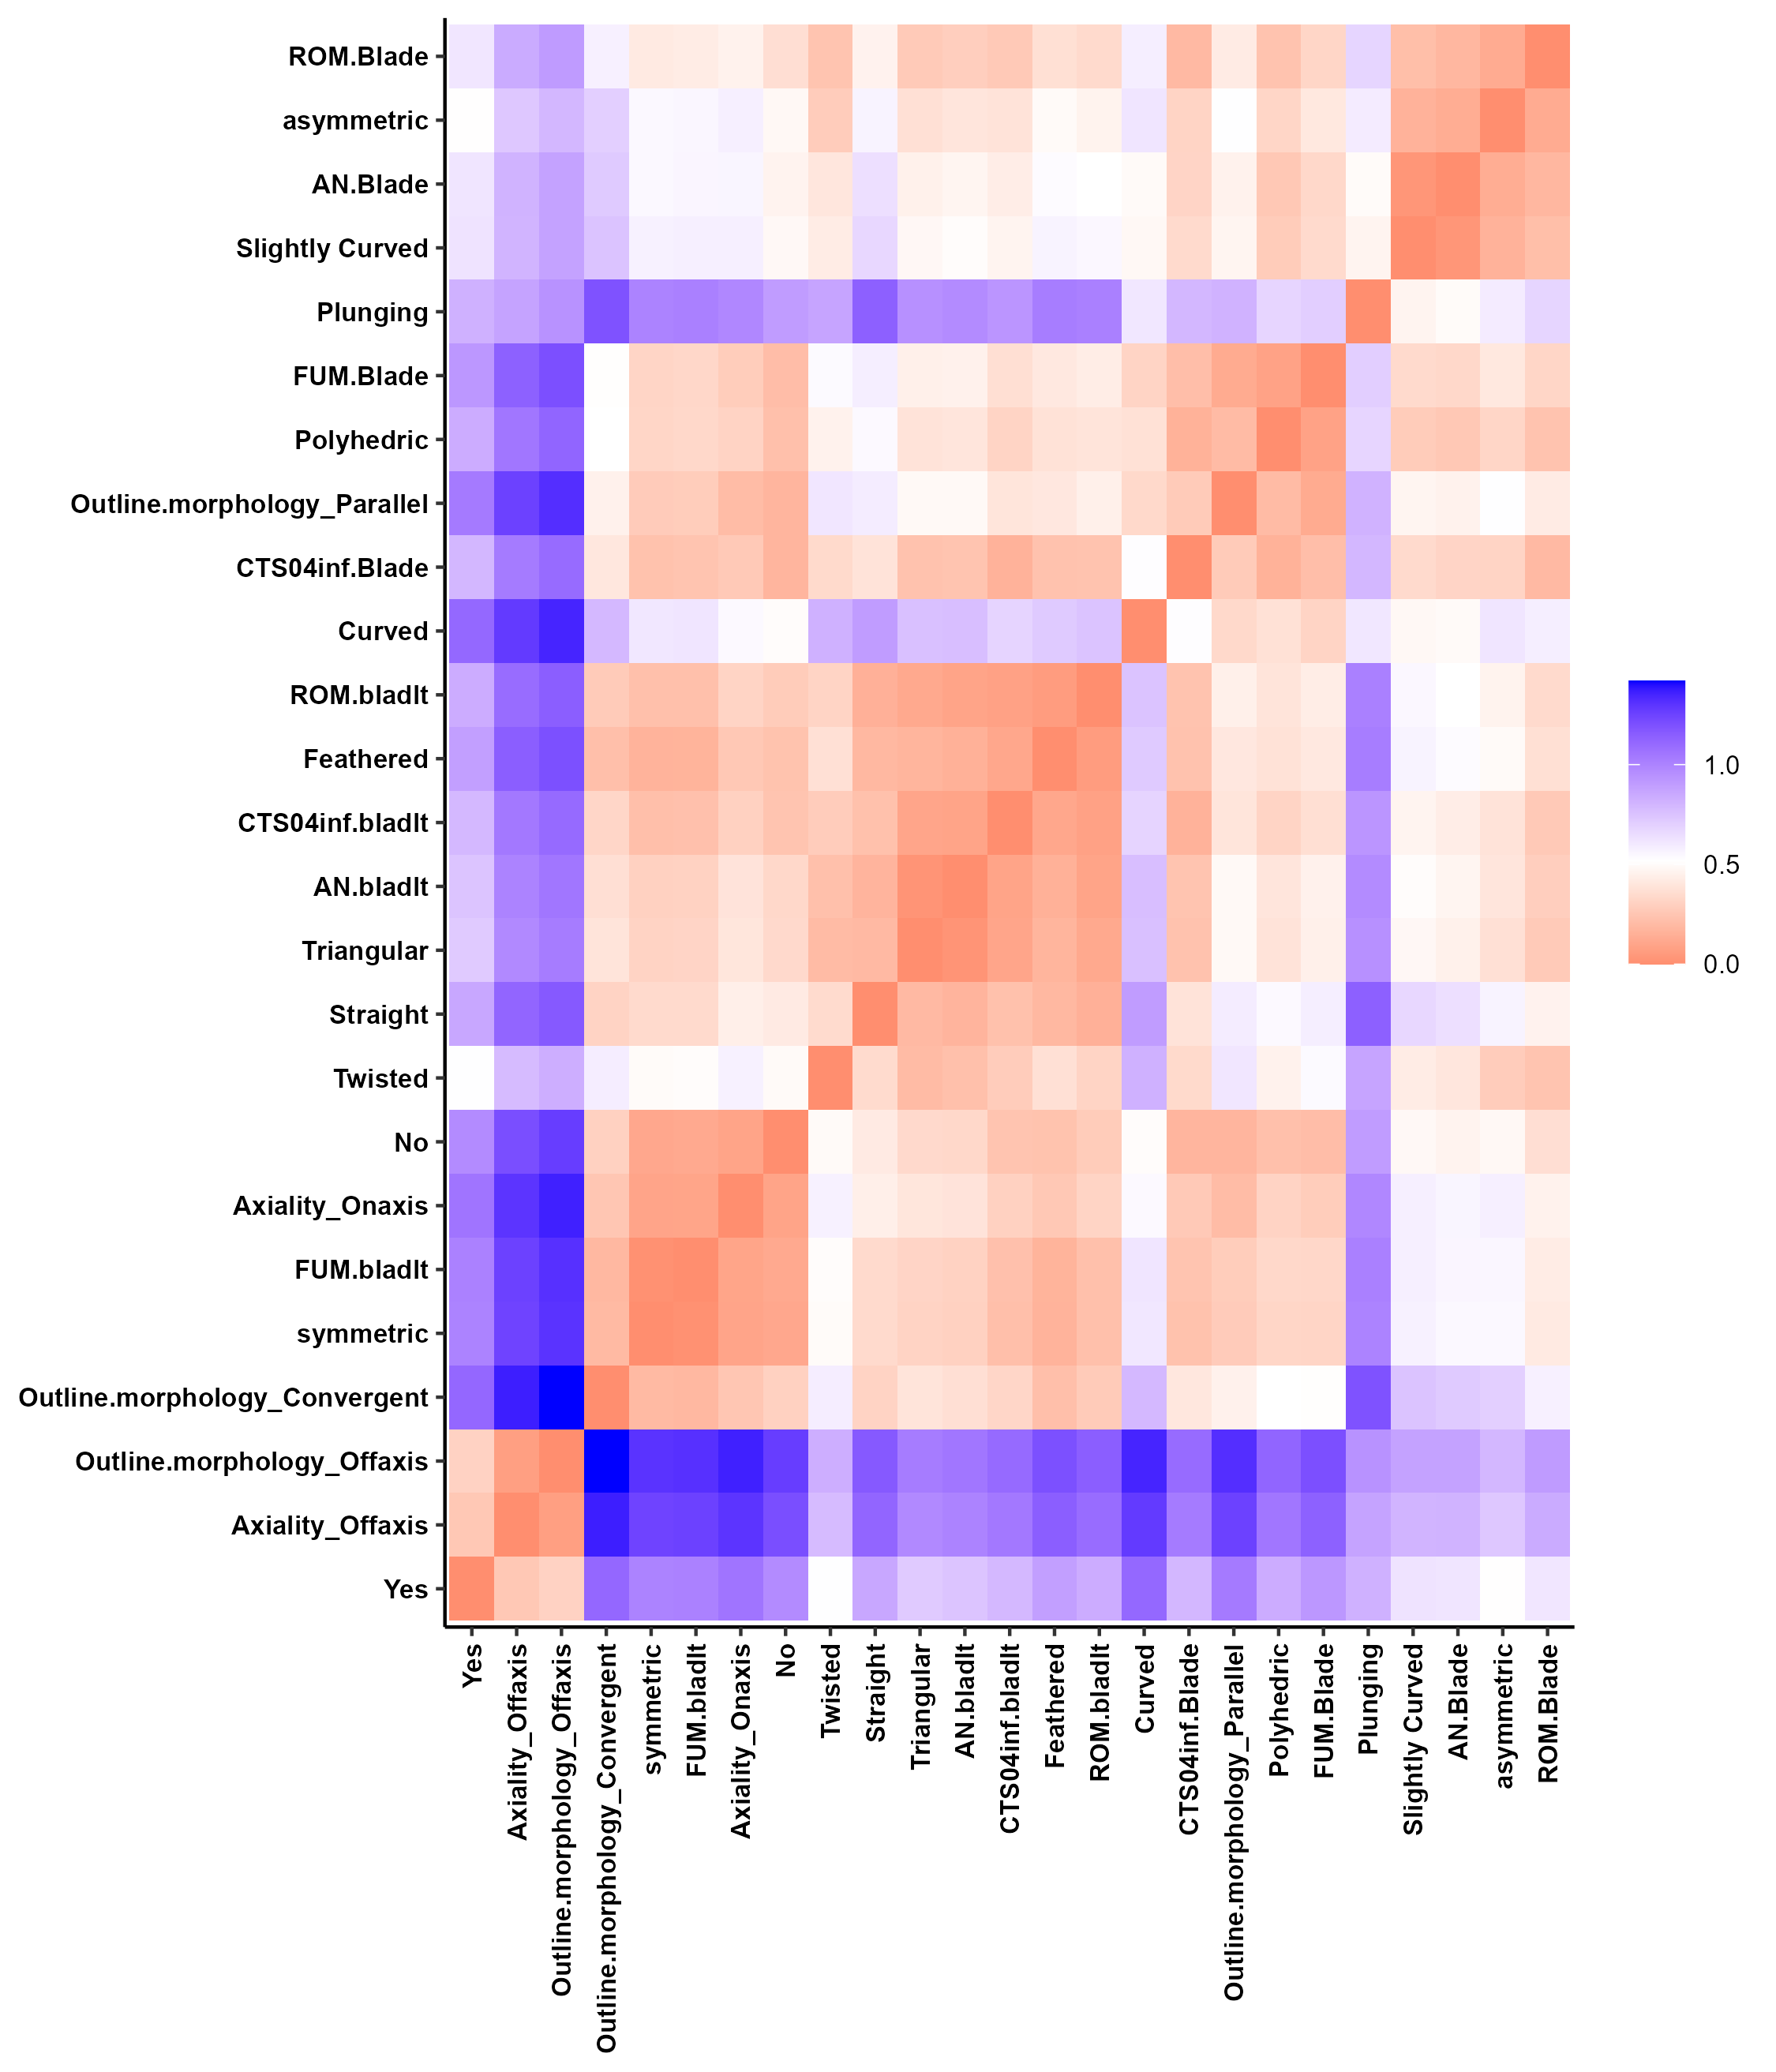 ROM.Blade
asymmetric
AN.Blade
Slightly Curved
Plunging
FUM.Blade
Polyhedric
Outline.morphology_Parallel
CTS04inf.Blade
Curved
ROM.bladlt
Feathered
CTS04inf.bladlt
AN.bladlt
Triangular
Straight
Twisted
No
Axiality_Onaxis
FUM.bladlt
symmetric
Outline.morphology_Convergent
Outline.morphology_Offaxis
Axiality_Offaxis
Yes
1.0
0.5
0.0
Yes
Axiality_Offaxis
Outline.morphology_Offaxis
Outline.morphology_Convergent
symmetric
FUM.bladlt
Axiality_Onaxis
No
Twisted
Straight
Triangular
AN.bladlt
CTS04inf.bladlt
Feathered
ROM.bladlt
Curved
CTS04inf.Blade
Outline.morphology_Parallel
Polyhedric
FUM.Blade
Plunging
Slightly Curved
AN.Blade
asymmetric
ROM.Blade